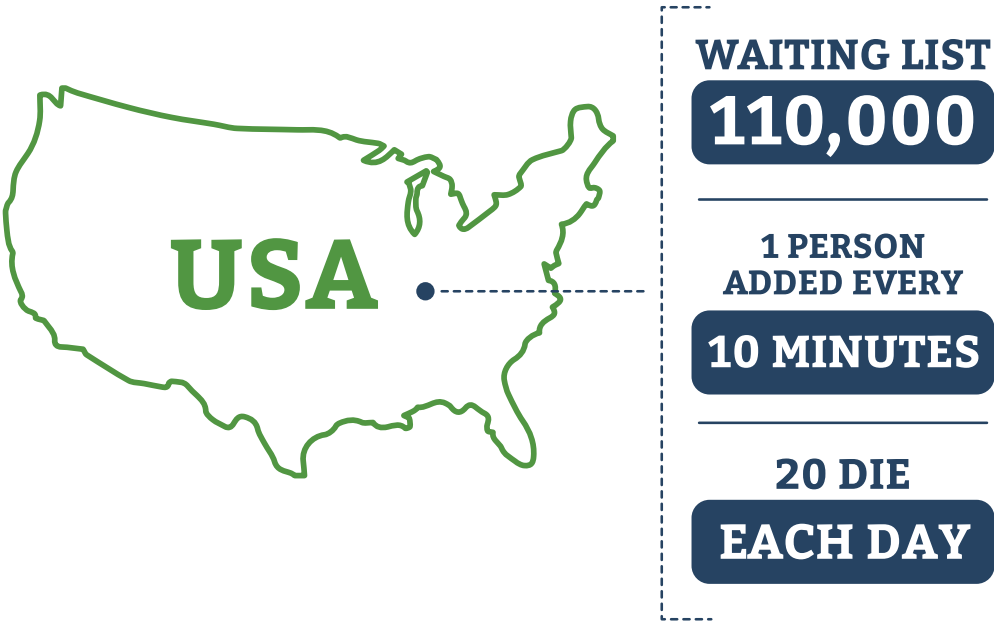 USA
WAITING LIST
110,000
1 PERSON
ADDED EVERY
10 MINUTES
20 DIE
EACH DAY